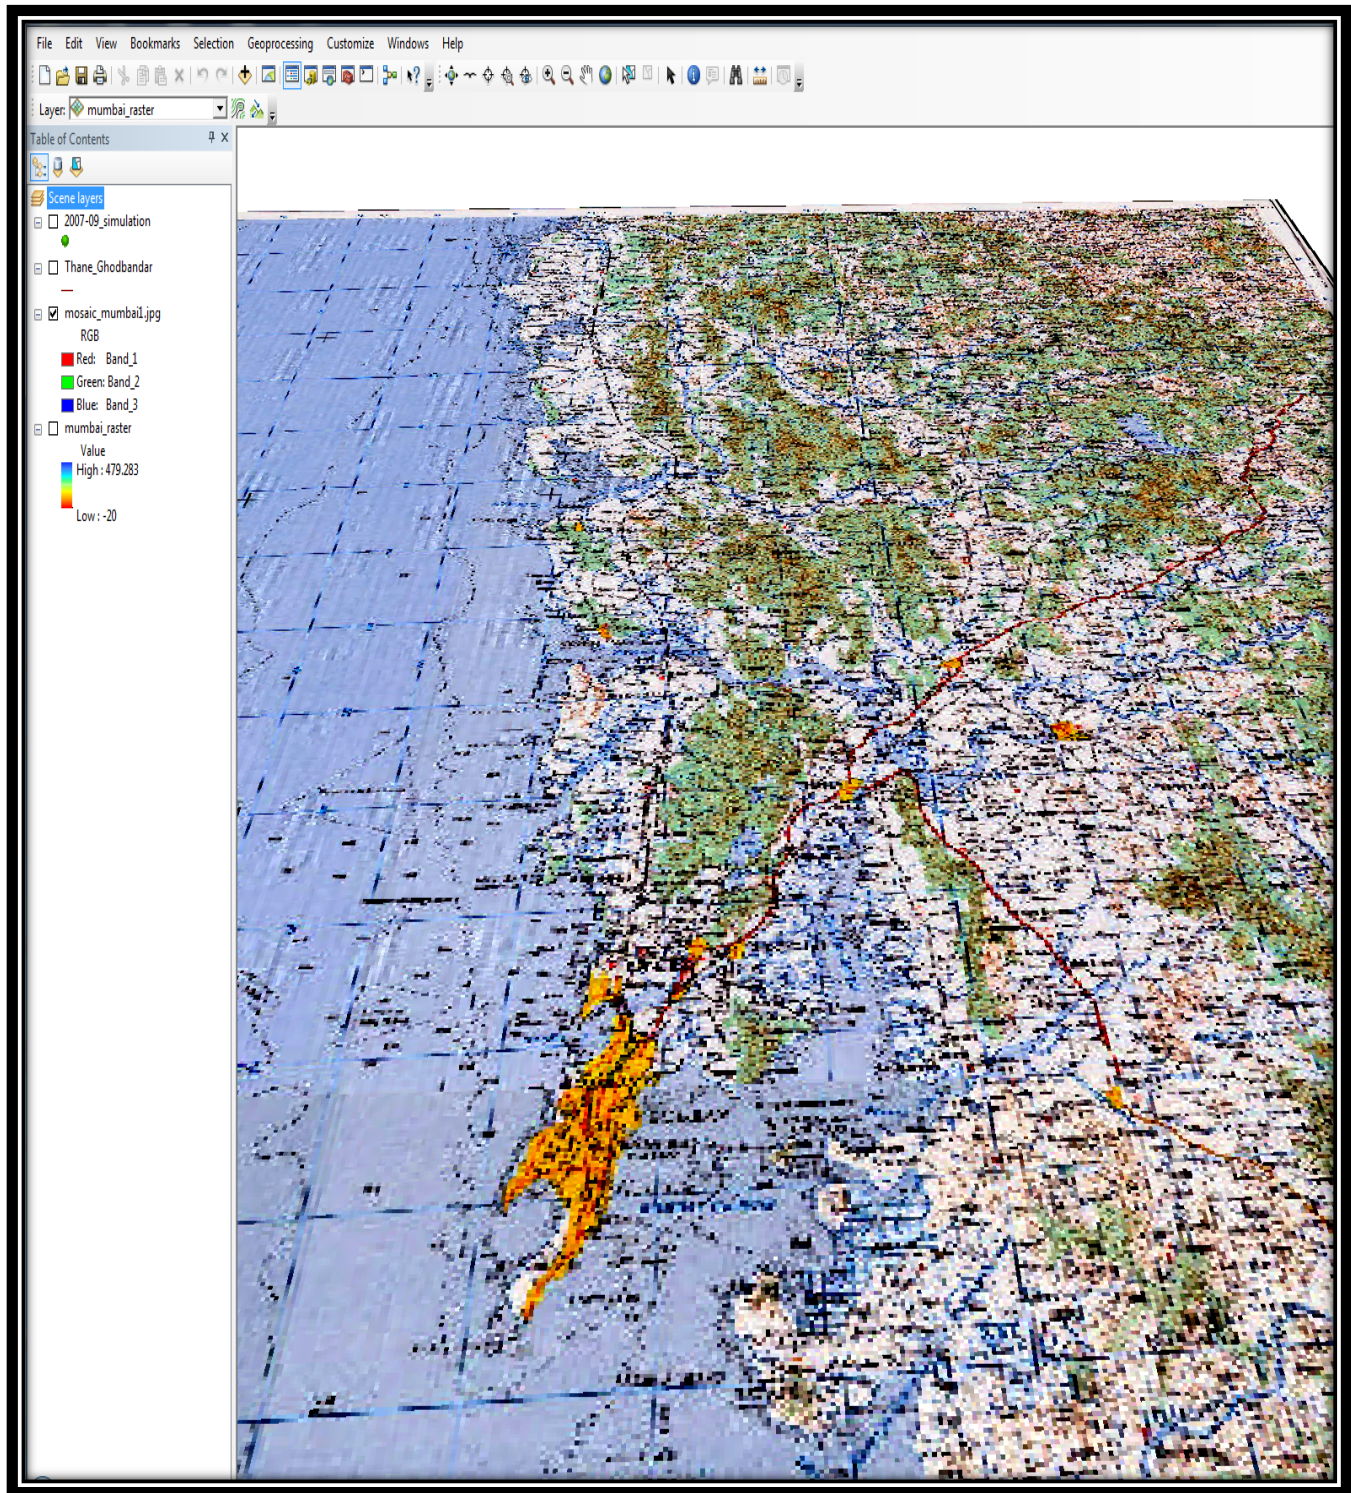 File Edit View Bookmarks Selection Geoprocessing Customize Windows Help
Layer: mumbai_raster
Table of Contents
Scene layers
2007-09_simulation
Thane_Ghodbandar
mosaic_mumbai1.jpg
RGB
Red: Band_1
Green: Band_2
Blue: Band_3
mumbai_raster
Value
High : 479.283
Low : -20